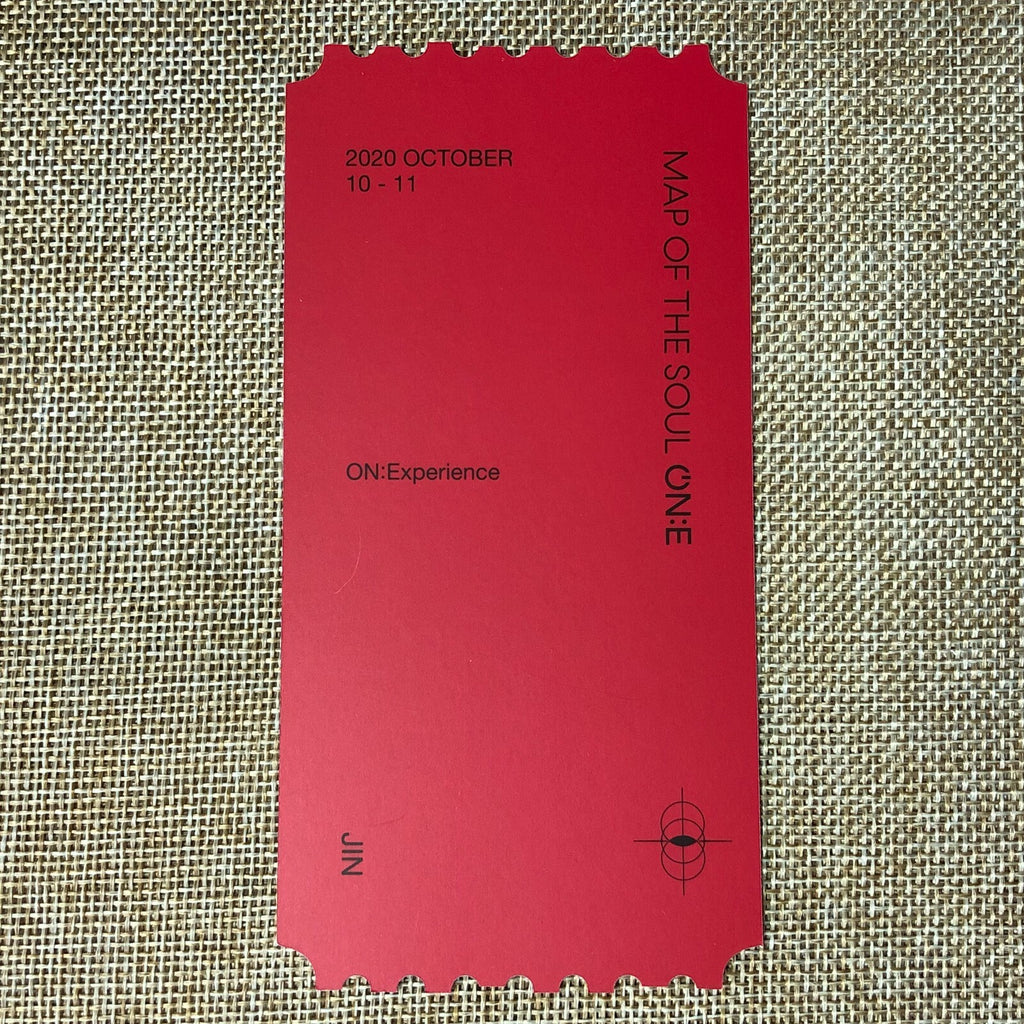 2020 OCTOBER
10 - 11
MAP OF THE SOUL ON:E
ON:Experience
JIN